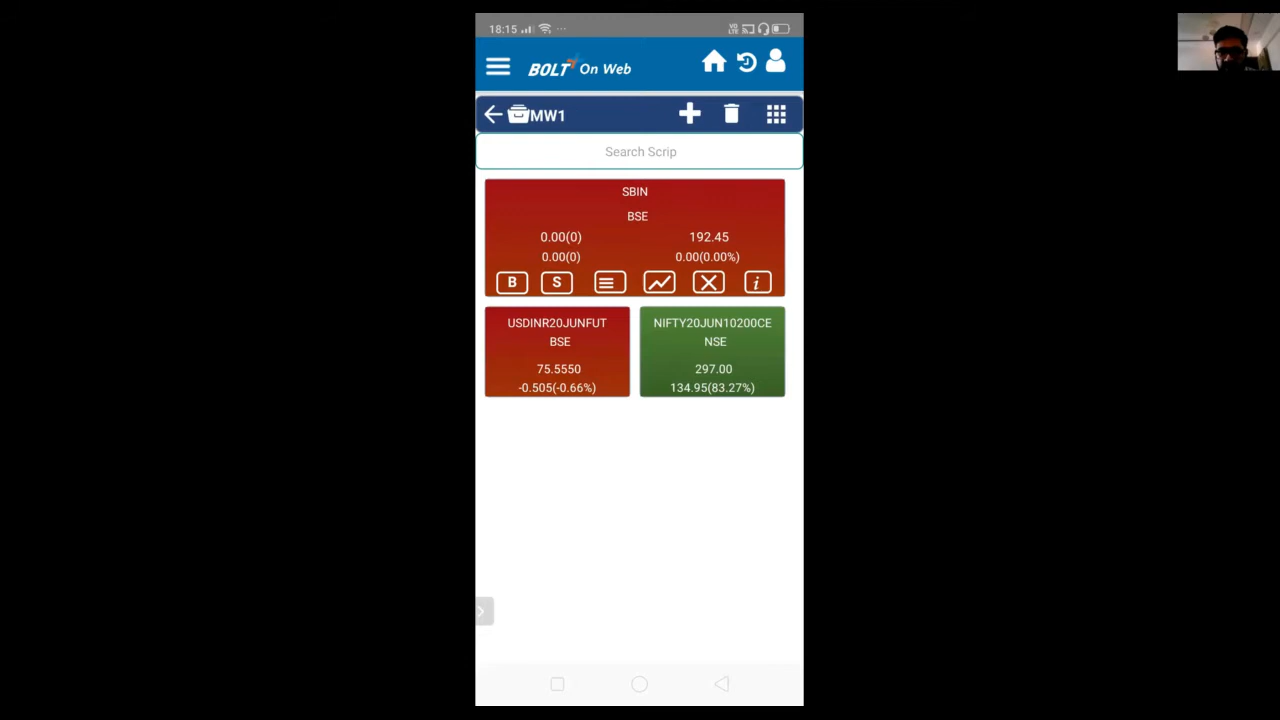 18:15
VO
LTE
BOLT On Web
MW1
Search Scrip
SBIN
BSE
0.00(0) 192.45
0.00(0) 0.00(0.00%)
B S i
USDINR20JUNFUT
BSE
75.5550
-0.505(-0.66%)
NIFTY20JUN10200CE
NSE
297.00
134.95(83.27%)